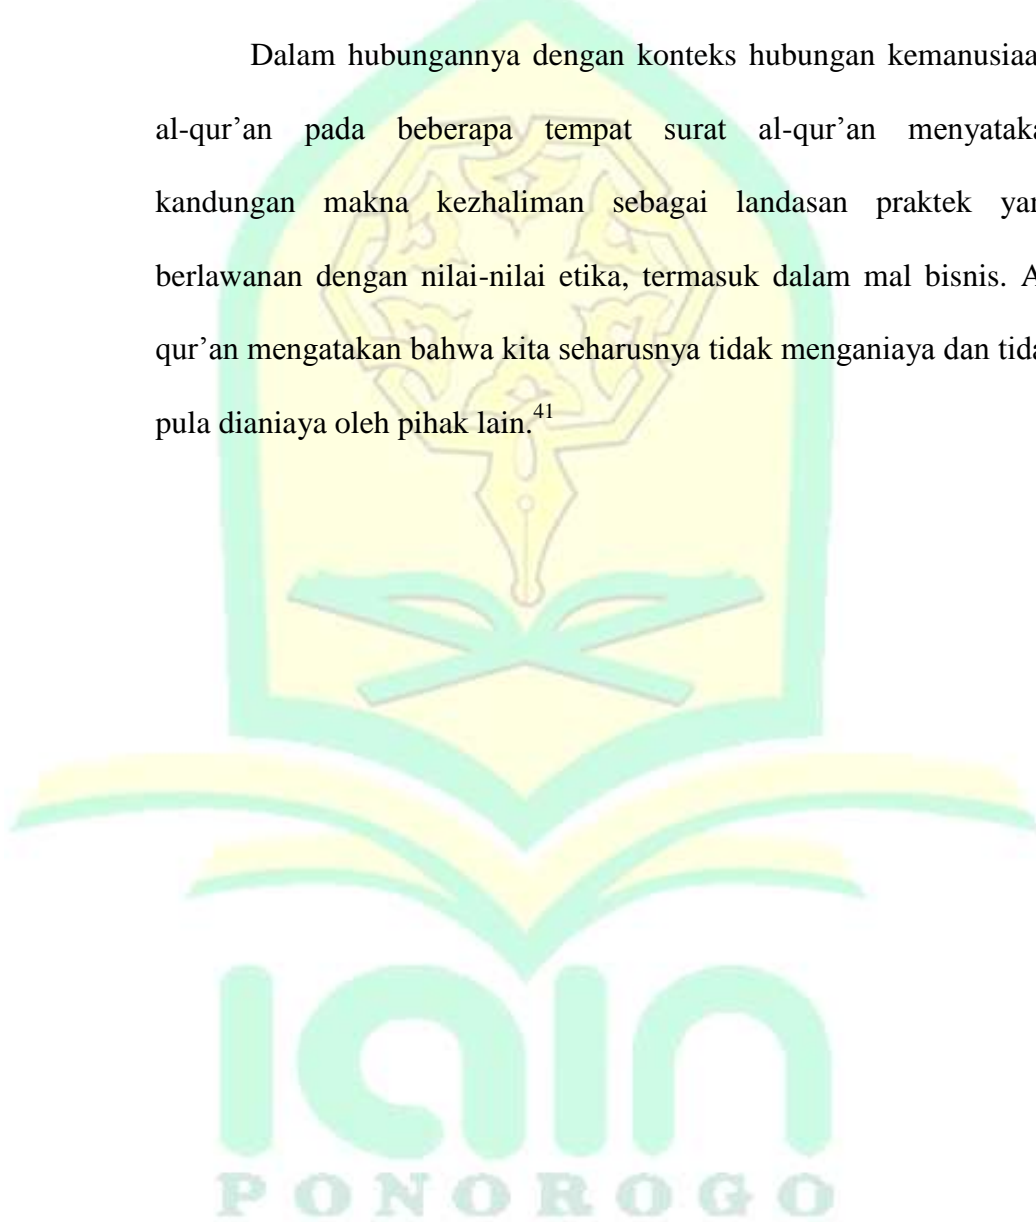 Dalam hubungannya dengan konteks hubungan kemanusiaa
al-qur’an pada beberapa tempat surat al-qur’an menyataka
kandungan makna kezhaliman sebagai landasan praktek yan
berlawanan dengan nilai-nilai etika, termasuk dalam mal bisnis. A
qur’an mengatakan bahwa kita seharusnya tidak menganiaya dan tida
pula dianiaya oleh pihak lain.41
iain
PONOROGO